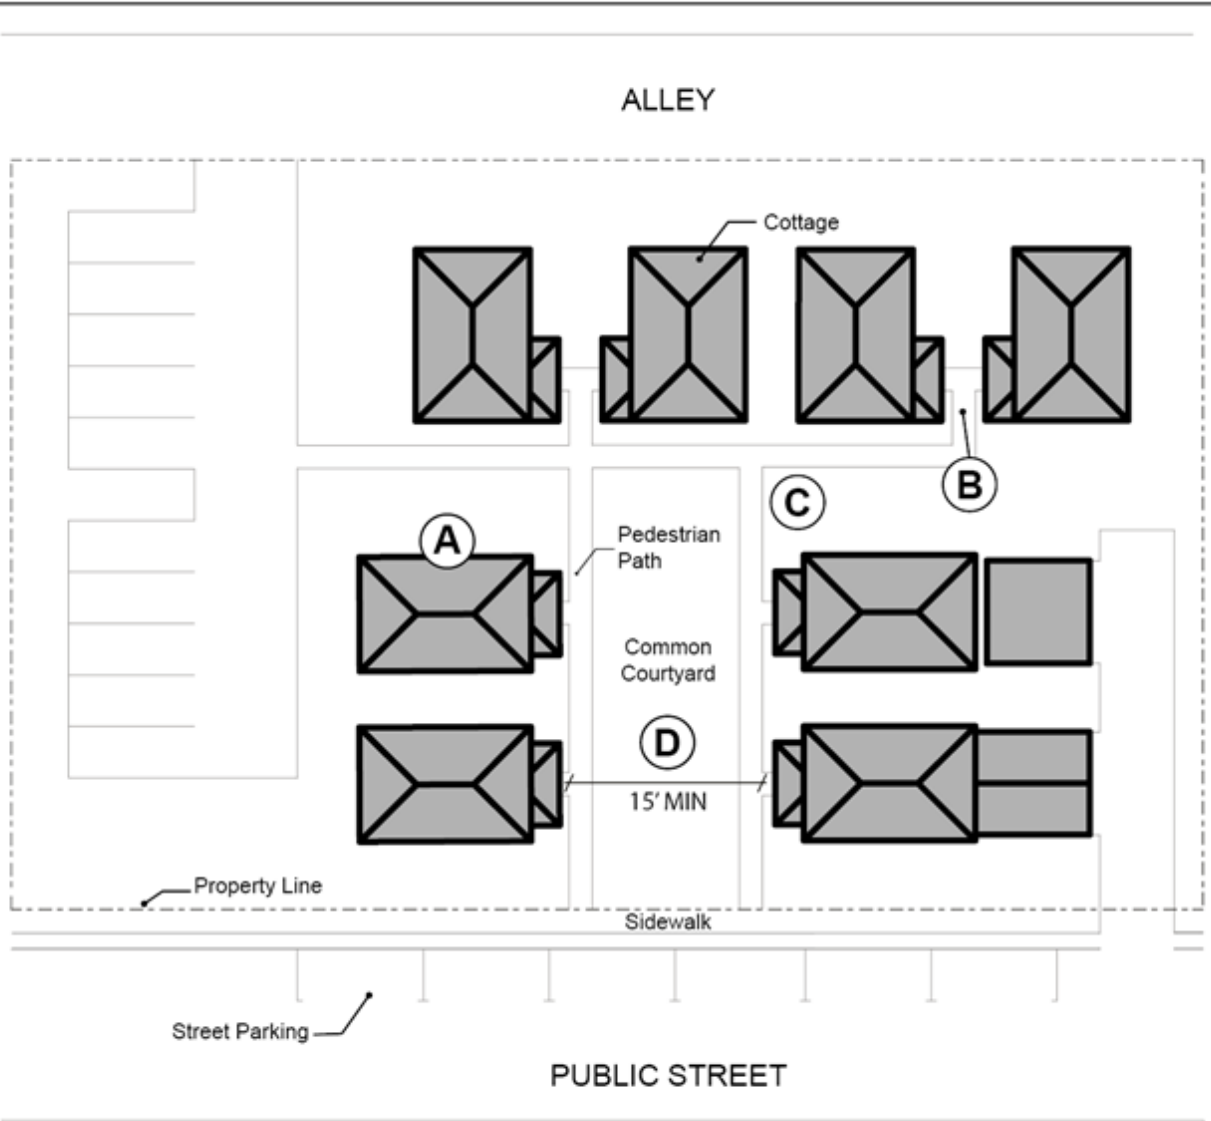 ALLEY
Cottage
B
C
A
Pedestrian
Path
Common
Courtyard
D
15' MIN
Property Line
Sidewalk
Street Parking
PUBLIC STREET